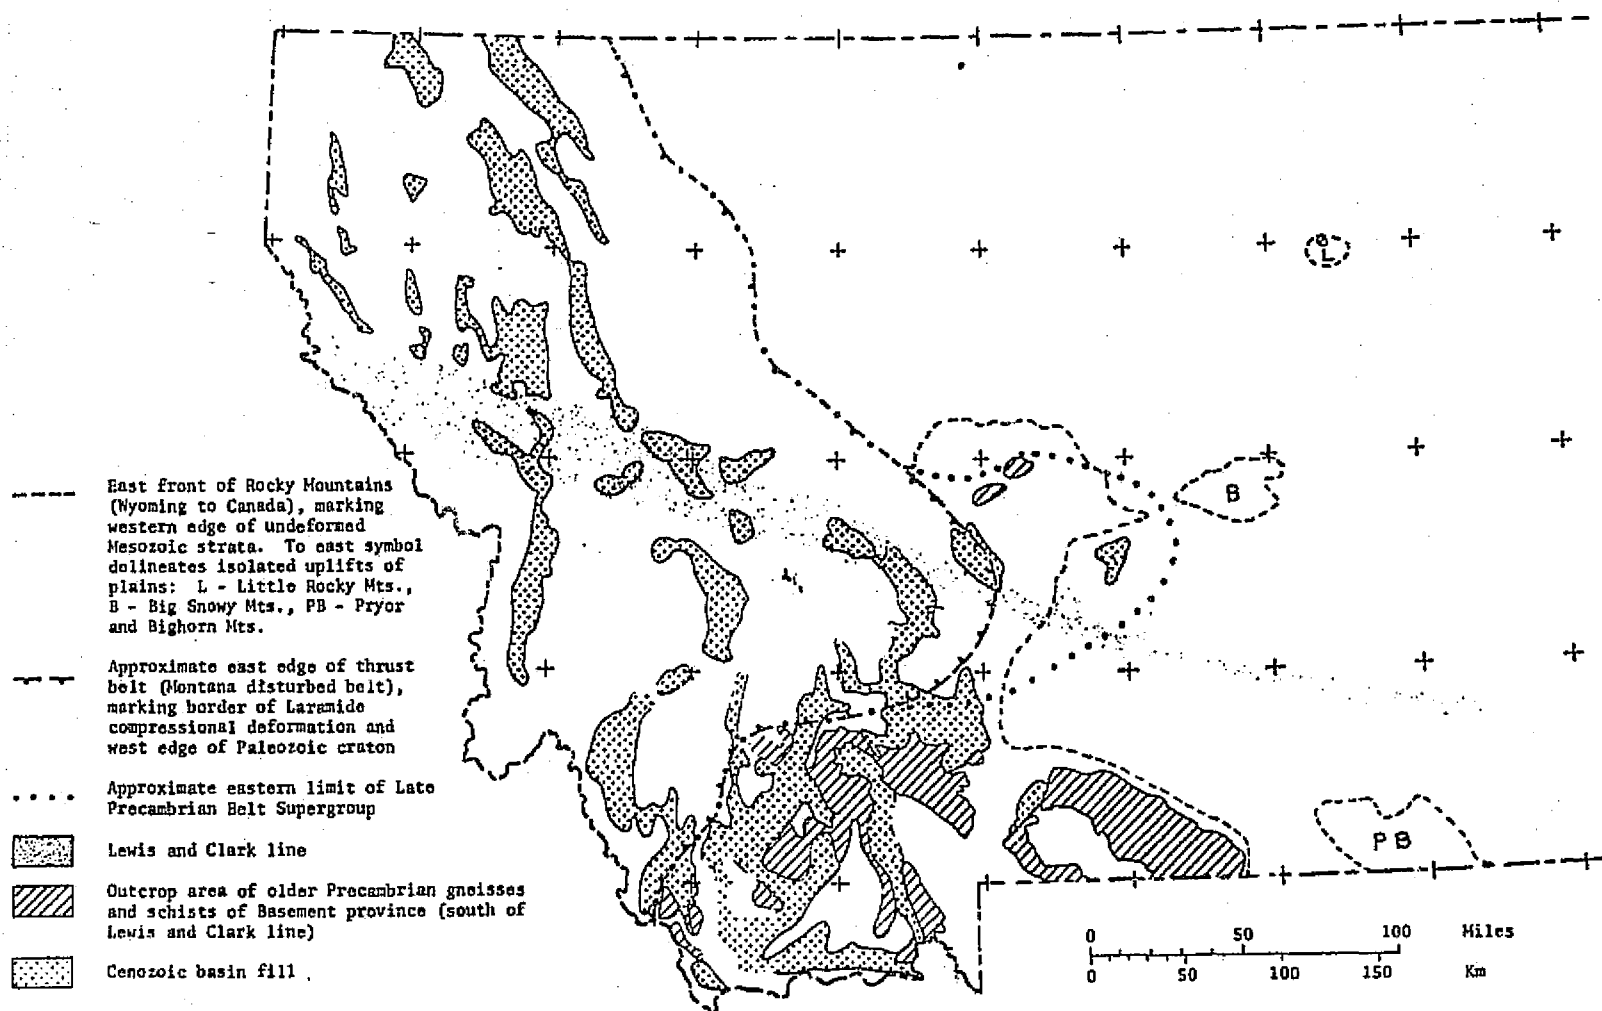 East front of Rocky Mountains
(Wyoming to Canada), marking
western edge of undeformed
Mesozoic strata. To east symbol
delineates isolated uplifts of
plains: L - Little Rocky Mts.,
B - Big Snowy Mts., PB - Pryor
and Bighorn Mts.
Approximate east edge of thrust
belt (Montana disturbed belt),
marking border of Laramide
compressional deformation and
west edge of Paleozoic craton
Approximate eastern limit of Late
Precambrian Belt Supergroup
Lewis and Clark line
Outcrop area of older Precambrian gneisses
and schists of Basement province (south of
Lewis and Clark line)
Cenozoic basin fill
L
B
PB
0 50 100 Miles
0 50 100 150 Km